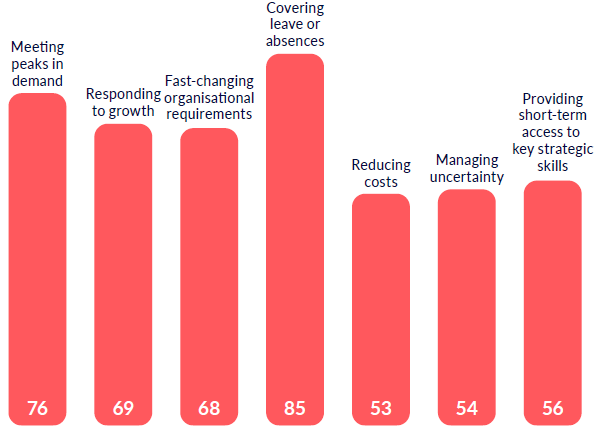 Meeting
peaks in
demand
Responding
to growth
Fast-changing
organisational
requirements
Covering
leave or
absences
Reducing
costs
Managing
uncertainty
Providing
short-term
access to
key strategic
skills
76
69
68
85
53
54
56